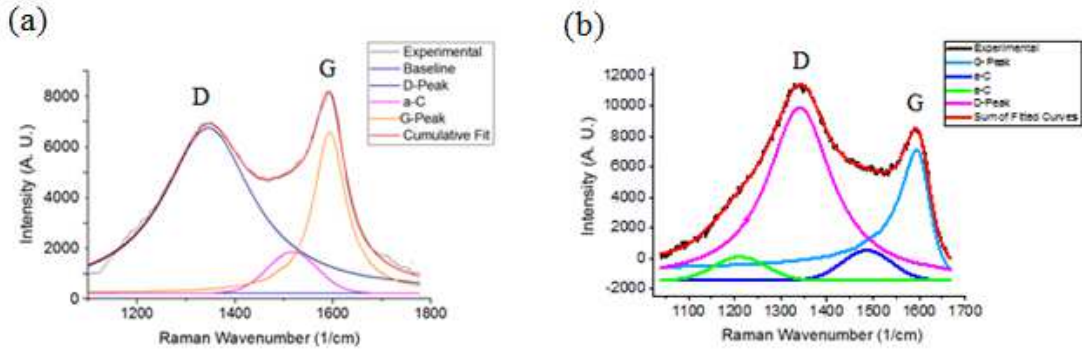 (a)
D
G
Experimental
Baseline
D-Peak
a-C
G-Peak
Cumulative Fit
8000
6000
4000
2000
0
1200
1400
1600
1800
Intensity (A. U.)
Raman Wavenumber (1/cm)
(b)
D
G
Experimental
G-Peak
a-C
a-C
D-Peak
Sum of Fitted Curves
12000
10000
8000
6000
4000
2000
0
-2000
1100
1200
1300
1400
1500
1600
1700
Intensity (A. U.)
Raman Wavenumber (1/cm)